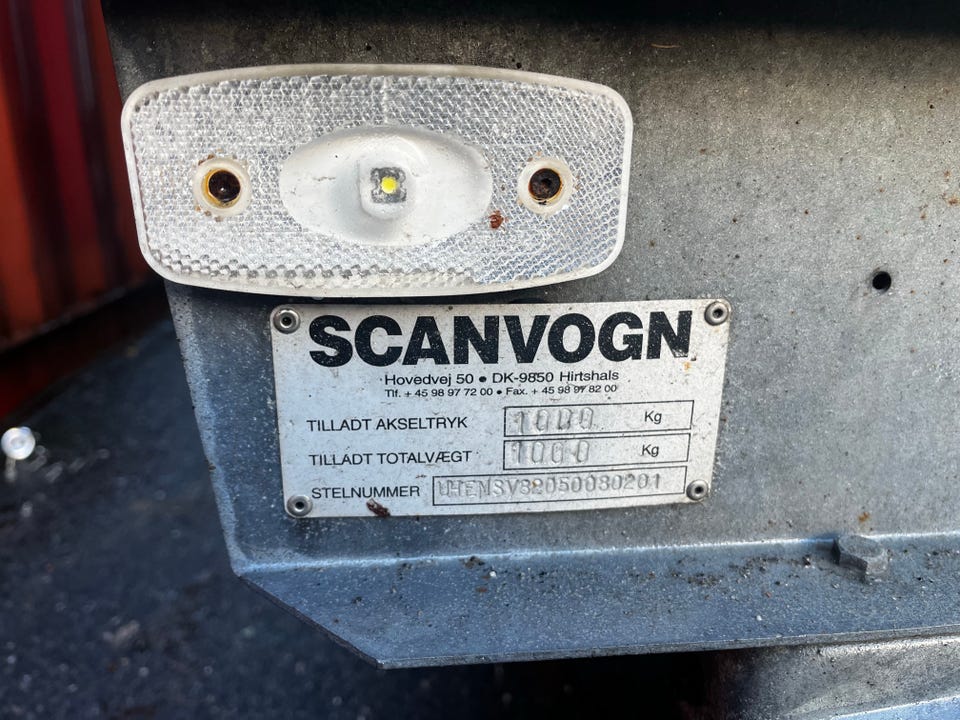 SCANVOGN
Hovedvej 50 • DK-9850 Hirtshals
Tlf. + 45 98 97 72 00 • Fax. + 45 98 97 82 00
TILLADT AKSELTRYK 1000 Kg
TILLADT TOTALVÆGT 1000 Kg
STELNUMMER